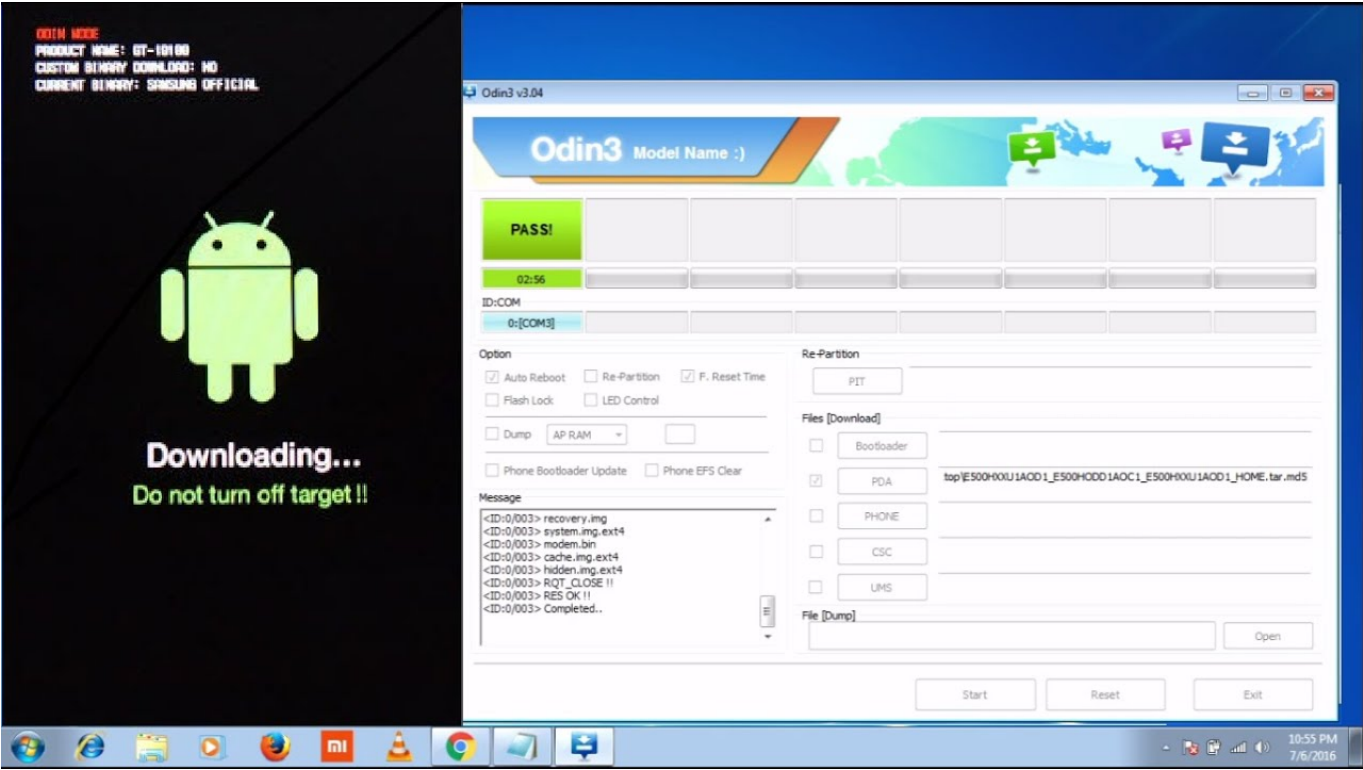 ODIN MODE
PRODUCT NAME: GT-I9100
CUSTOM BINARY DOWNLOAD: NO
CURRENT BINARY: SAMSUNG OFFICIAL
Downloading...
Do not turn off target !!
Odin3 v3.04
Odin3 Model Name :)
PASS!
02:56
ID:COM
0:[COM3]
Option
Auto Reboot Re-Partition F. Reset Time
Flash Lock LED Control
Dump AP RAM
Phone Bootloader Update Phone EFS Clear
Message
<ID:0/003> recovery.img
<ID:0/003> system.img.ext4
<ID:0/003> modem.bin
<ID:0/003> cache.img.ext4
<ID:0/003> hidden.img.ext4
<ID:0/003> RQT_CLOSE !!
<ID:0/003> RES OK !!
<ID:0/003> Completed..
Re-Partition
PIT
Files [Download]
Bootloader
PDA top\E500HXXU1AOD1_E500HODD1AOC1_E500HXXU1AOD1_HOME.tar.md5
PHONE
CSC
UMS
File [Dump]
Open
Start Reset Exit
mi
10:55 PM
7/6/2016